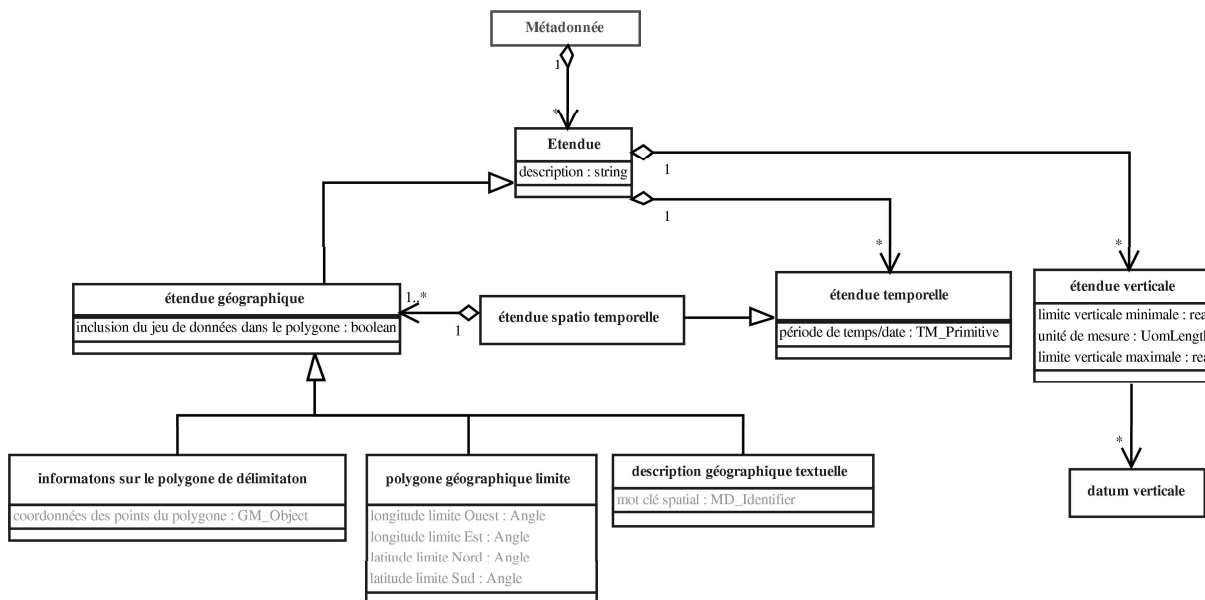 Métadonnée
1
*
Etendue
description : string
1
1
*
*
étendue géographique
inclusion du jeu de données dans le polygone : boolean
1..*
1
étendue spatio temporelle
étendue temporelle
période de temps/date : TM_Primitive
étendue verticale
limite verticale minimale : rea
unité de mesure : UomLength
limite verticale maximale : rea
*
datum verticale
informatons sur le polygone de délimitaton
coordonnées des points du polygone : GM_Object
polygone géographique limite
longitude limite Ouest : Angle
longitude limite Est : Angle
latitude limite Nord : Angle
latitude limite Sud : Angle
description géographique textuelle
mot clé spatial : MD_Identifier